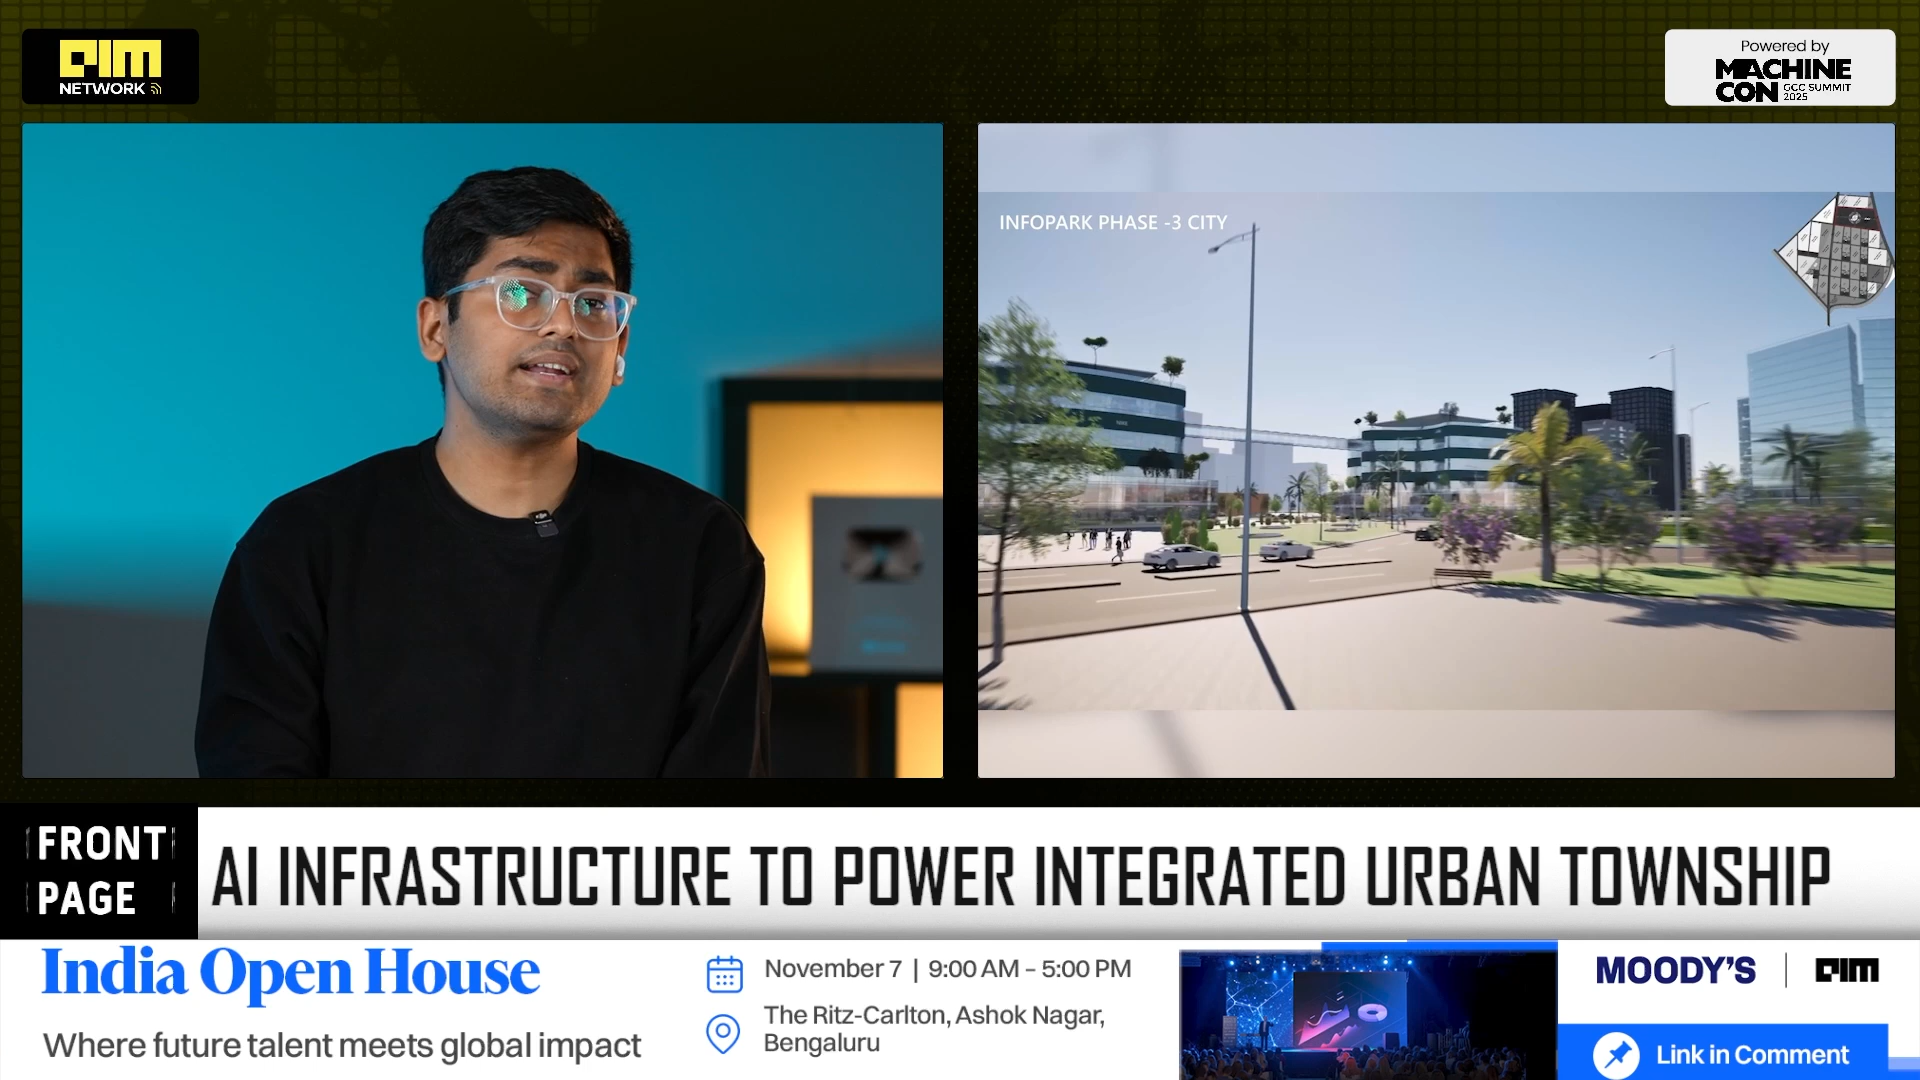 AIM
NETWORK
Powered by
MACHINE
CON GCC SUMMIT
2025
INFOPARK PHASE -3 CITY
FRONT
PAGE
AI INFRASTRUCTURE TO POWER INTEGRATED URBAN TOWNSHIP
India Open House
Where future talent meets global impact
November 7 | 9:00 AM – 5:00 PM
The Ritz-Carlton, Ashok Nagar,
Bengaluru
MOODY'S | AIM
Link in Comment